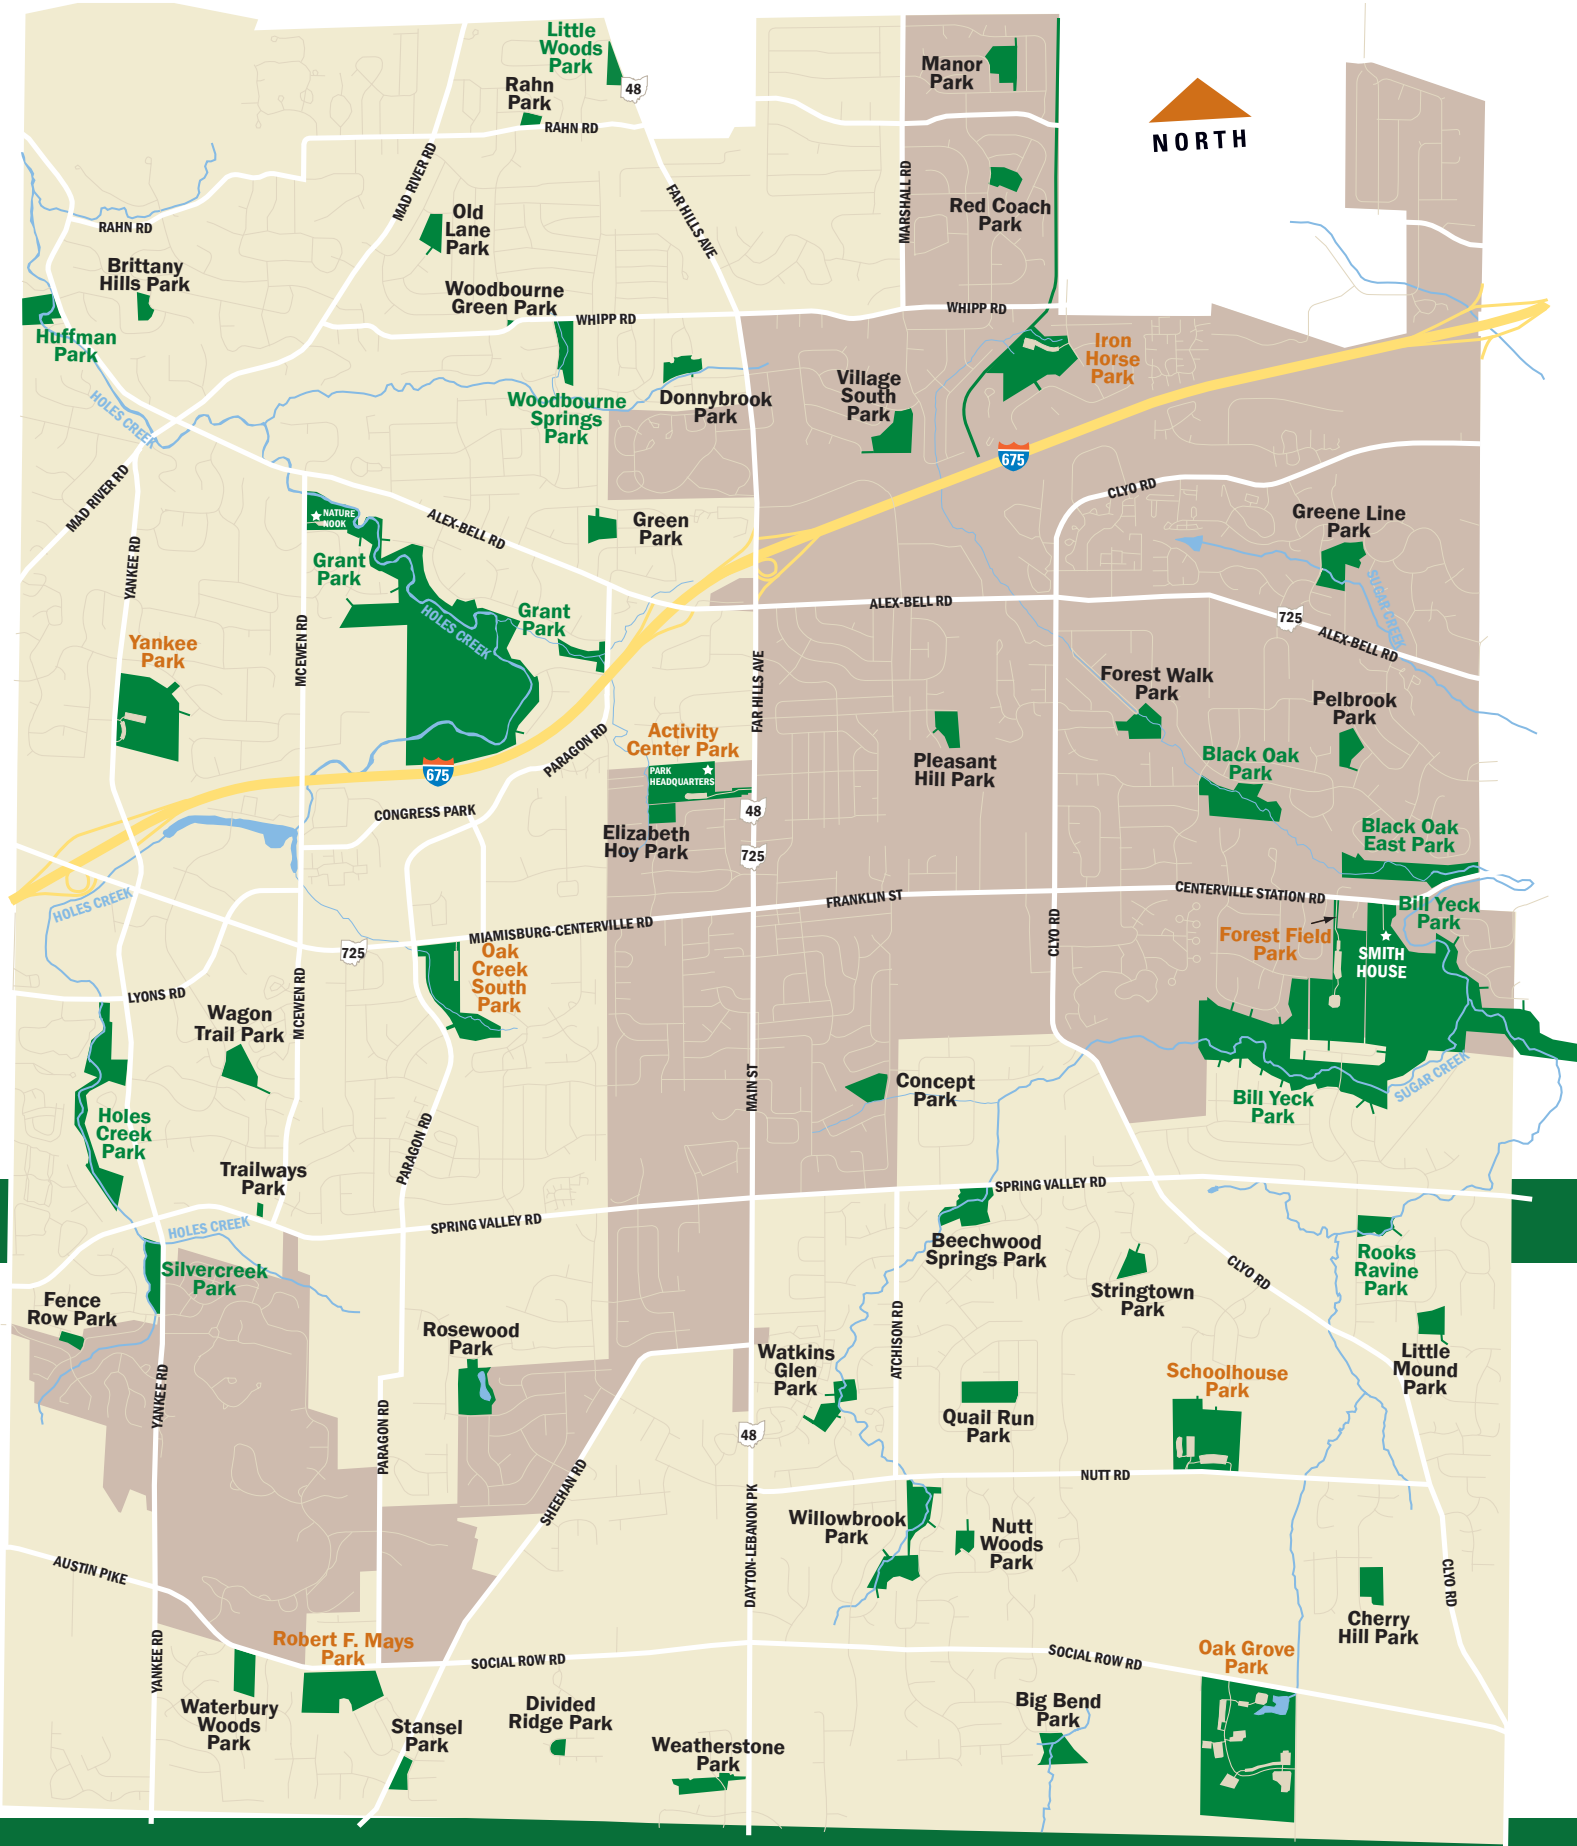 Little
Woods
Park
Rahn
Park
48
RAHN RD
Manor
Park
NORTH
MAD RIVER RD
FAR HILLS AVE
MARSHALL RD
Red Coach
Park
Old
Lane
Park
RAHN RD
Brittany
Hills Park
Woodbourne
Green Park
WHIPP RD
WHIPP RD
Huffman
Park
Iron
Horse
Park
Village
South
Park
Woodbourne
Springs
Park
Donnybrook
Park
HOLES CREEK
675
MAD RIVER RD
CLYO RD
NATURE
NOOK
ALEX-BELL RD
Green
Park
Greene Line
Park
YANKEE RD
Grant
Park
Grant
Park
HOLES CREEK
ALEX-BELL RD
SUGAR CREEK
725
ALEX-BELL RD
Yankee
Park
MCEWEN RD
FAR HILLS AVE
Forest Walk
Park
Pelbrook
Park
Activity
Center Park
PARAGON RD
PARK
HEADQUARTERS
Pleasant
Hill Park
Black Oak
Park
675
CONGRESS PARK
48
Elizabeth
Hoy Park
725
Black Oak
East Park
HOLES CREEK
MIAMISBURG-CENTERVILLE RD
FRANKLIN ST
CENTERVILLE STATION RD
Bill Yeck
Park
CLYO RD
Forest Field
Park
SMITH
HOUSE
725
Oak
Creek
South
Park
LYONS RD
MCEWEN RD
Wagon
Trail Park
Concept
Park
MAIN ST
SUGAR CREEK
Bill Yeck
Park
Holes
Creek
Park
PARAGON RD
Trailways
Park
SPRING VALLEY RD
HOLES CREEK
SPRING VALLEY RD
Beechwood
Springs Park
Rooks
Ravine
Park
Silvercreek
Park
Stringtown
Park
CLYO RD
Fence
Row Park
Rosewood
Park
ATCHISON RD
Watkins
Glen
Park
Little
Mound
Park
Schoolhouse
Park
YANKEE RD
PARAGON RD
Quail Run
Park
48
SHEEHAN RD
NUTT RD
DAYTON-LEBANON PK
Willowbrook
Park
Nutt
Woods
Park
AUSTIN PIKE
CLYO RD
Cherry
Hill Park
YANKEE RD
Robert F. Mays
Park
SOCIAL ROW RD
SOCIAL ROW RD
Oak Grove
Park
Waterbury
Woods
Park
Stansel
Park
Divided
Ridge Park
Big Bend
Park
Weatherstone
Park